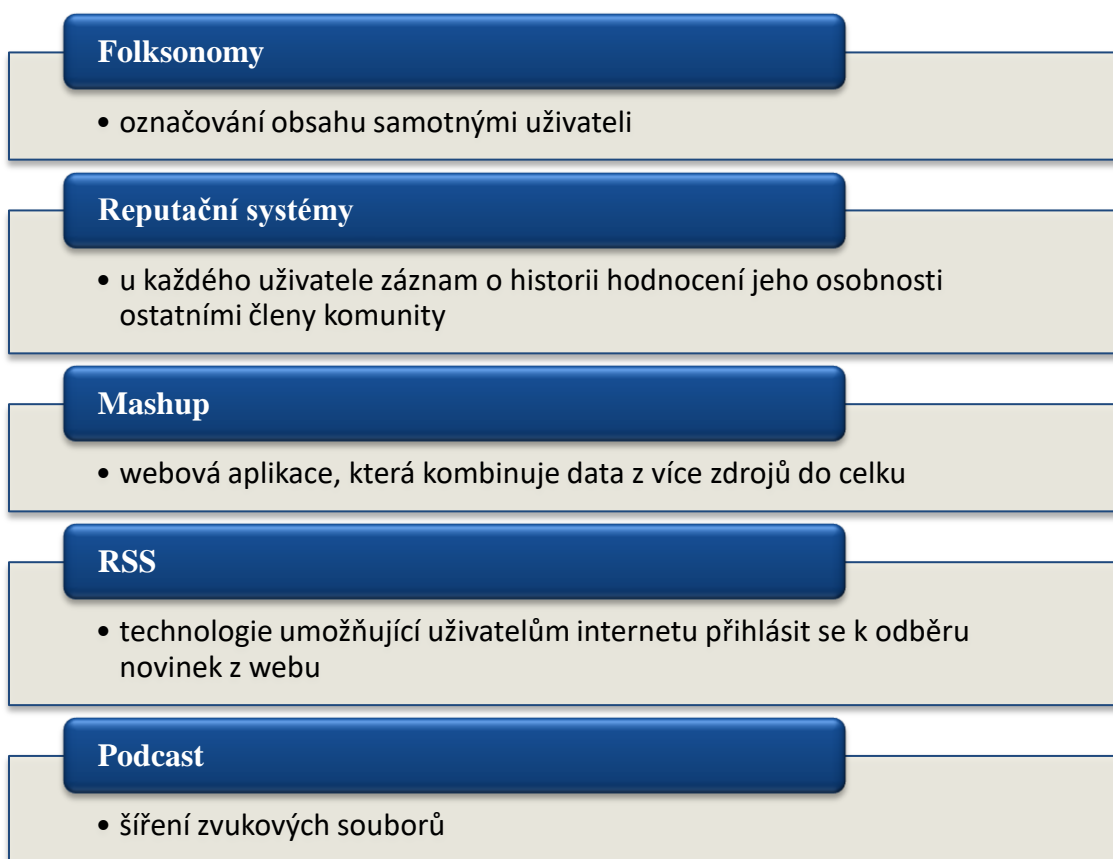 Folksonomy
• označování obsahu samotnými uživateli
Reputační systémy
• u každého uživatele záznam o historii hodnocení jeho osobnosti
ostatními členy komunity
Mashup
• webová aplikace, která kombinuje data z více zdrojů do celku
RSS
• technologie umožňující uživatelům internetu přihlásit se k odběru
novinek z webu
Podcast
• šíření zvukových souborů